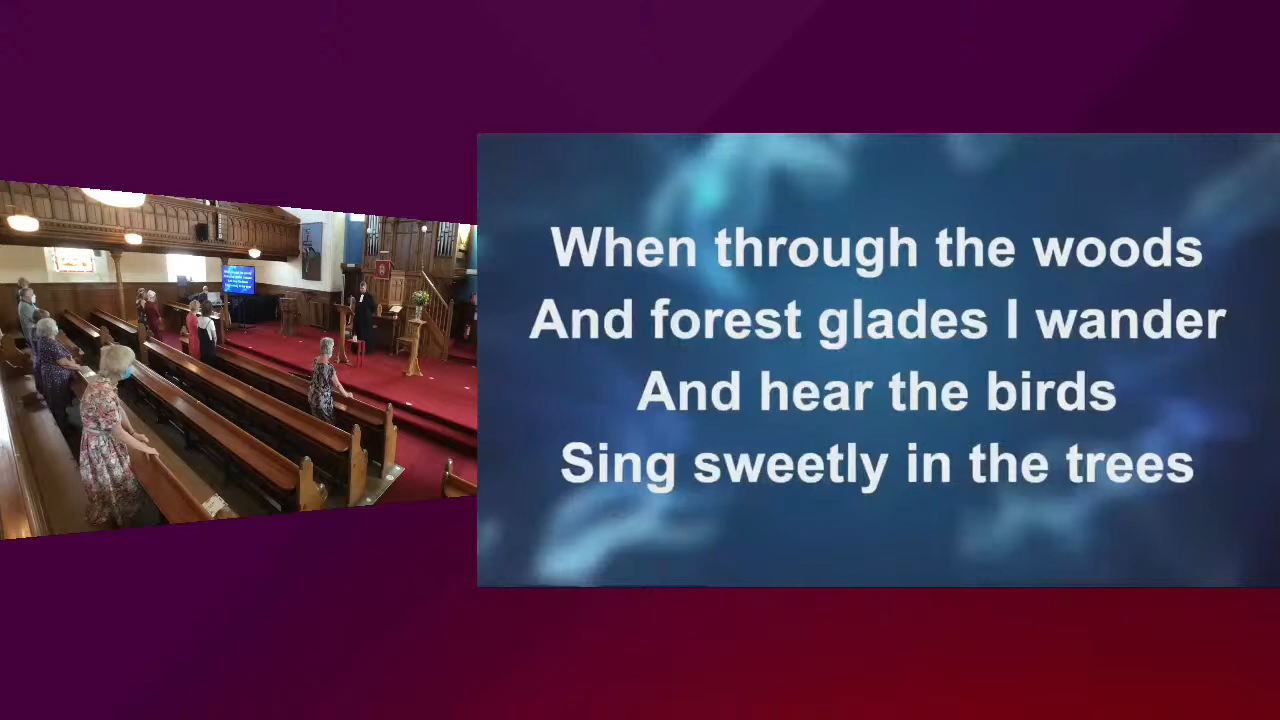 When through the woods
And forest glades I wander
And hear the birds
Sing sweetly in the trees